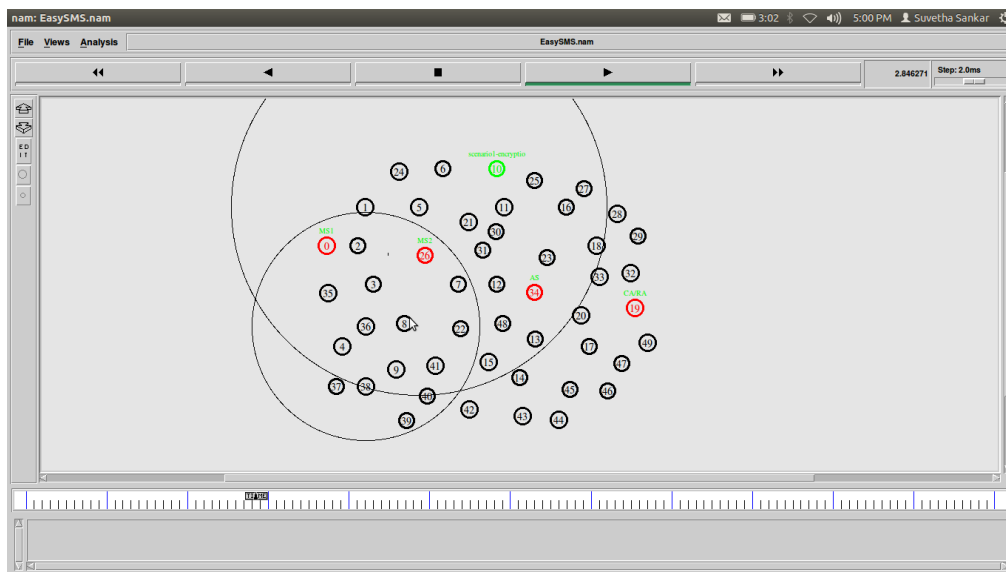 nam: EasySMS.nam 3:02 5:00 PM Suvetha Sankar
File Views Analysis EasySMS.nam
2.846271 Step: 2.0ms
E D
I T
scenatio1-encryptio
24 6 10 25 27
1 5 11 16 28
21 30 29
MS1 MS2
0 2 26 31 23 18
3 7 12 AS 33 32
35 34 CA/RA
36 8 22 48 20 19
4 13 17 49
9 41 15 47
37 38 14 45 46
40 42
39 43 44